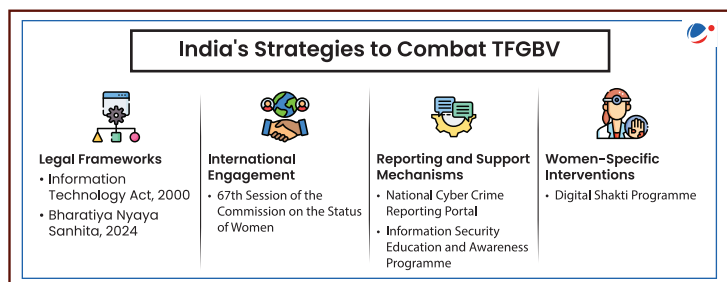 India's Strategies to Combat TFGBV
Legal Frameworks
• Information
Technology Act, 2000
• Bharatiya Nyaya
Sanhita, 2024
International
Engagement
• 67th Session of the
Commission on the Status
of Women
Reporting and Support
Mechanisms
• National Cyber Crime
Reporting Portal
• Information Security
Education and Awareness
Programme
Women-Specific
Interventions
• Digital Shakti Programme